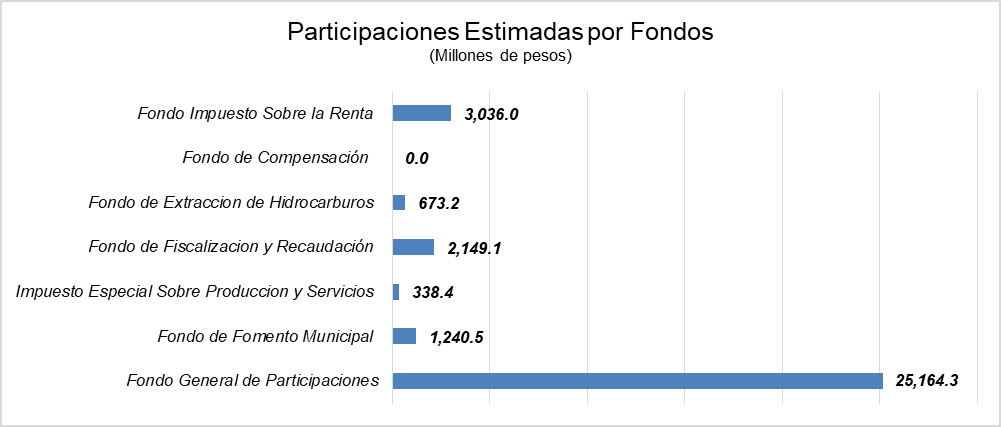 Participaciones Estimadas por Fondos
(Millones de pesos)
Fondo Impuesto Sobre la Renta 3,036.0
Fondo de Compensación 0.0
Fondo de Extraccion de Hidrocarburos 673.2
Fondo de Fiscalizacion y Recaudación 2,149.1
Impuesto Especial Sobre Produccion y Servicios 338.4
Fondo de Fomento Municipal 1,240.5
Fondo General de Participaciones 25,164.3